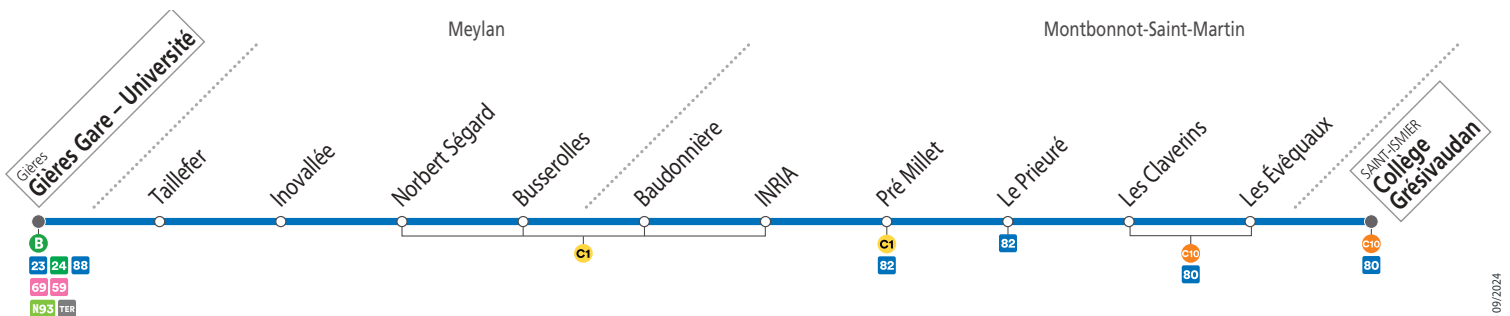 Meylan
Montbonnot-Saint-Martin
Gières
Gières Gare – Université
Taillefer
Inovallée
Norbert Ségard
Busserolles
Baudonnière
INRIA
Pré Millet
Le Prieuré
Les Claverins
Les Évêquaux
SAINT-ISMIER
Collège
Grésivaudan
B
23 24 88
69 59
N93 TER
C1
C1
82
82
C10
80
C10
80
09/2024